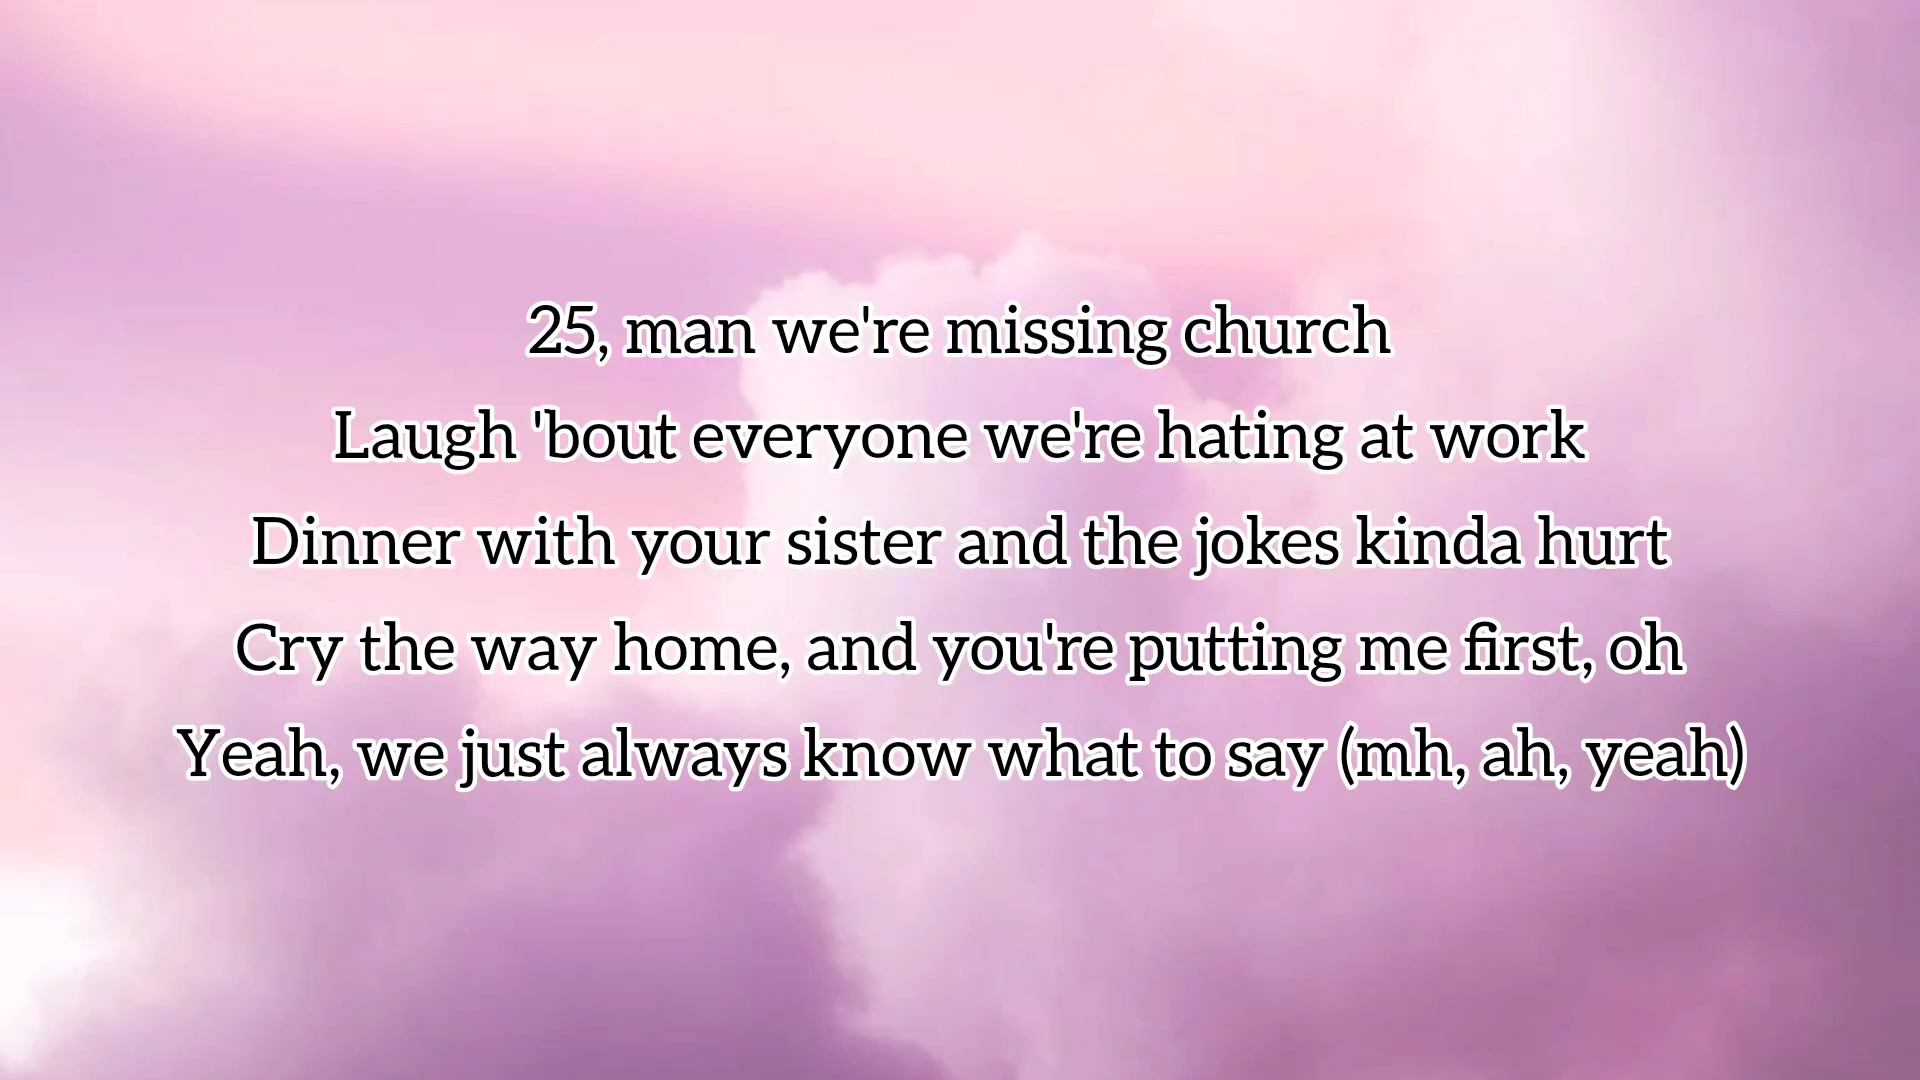 25, man we're missing church
Laugh 'bout everyone we're hating at work
Dinner with your sister and the jokes kinda hurt
Cry the way home, and you're putting me first, oh
Yeah, we just always know what to say (mh, ah, yeah)